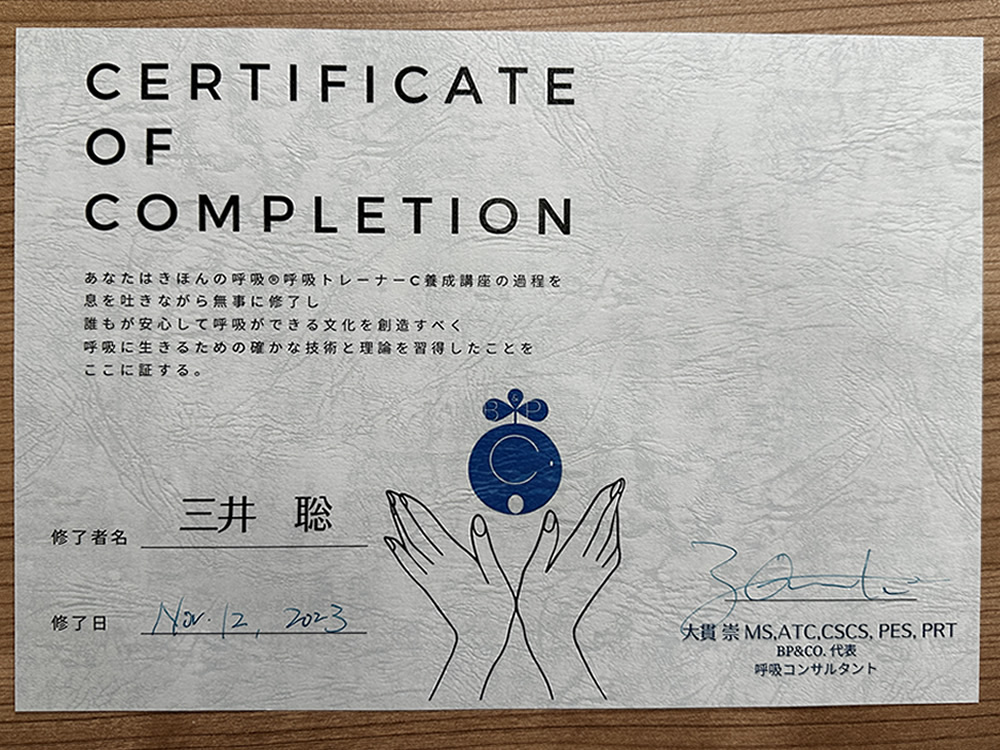 CERTIFICATE
OF
COMPLETION
あなたはきほんの呼吸®呼吸トレーナーC養成講座の過程を
息を吐きながら無事に修了し
誰もが安心して呼吸ができる文化を創造すべく
呼吸に生きるための確かな技術と理論を習得したことを
ここに証する。
B&P
C
修了者名 三井 聡
修了日 Nov. 12, 2023
大貫 崇 MS,ATC,CSCS, PES, PRT
BP&CO. 代表
呼吸コンサルタント